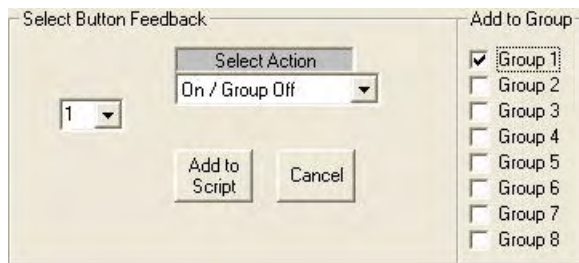 Select Button Feedback
Select Action
On / Group Off
1
Add to
Script
Cancel
Add to Group
Group 1
Group 2
Group 3
Group 4
Group 5
Group 6
Group 7
Group 8